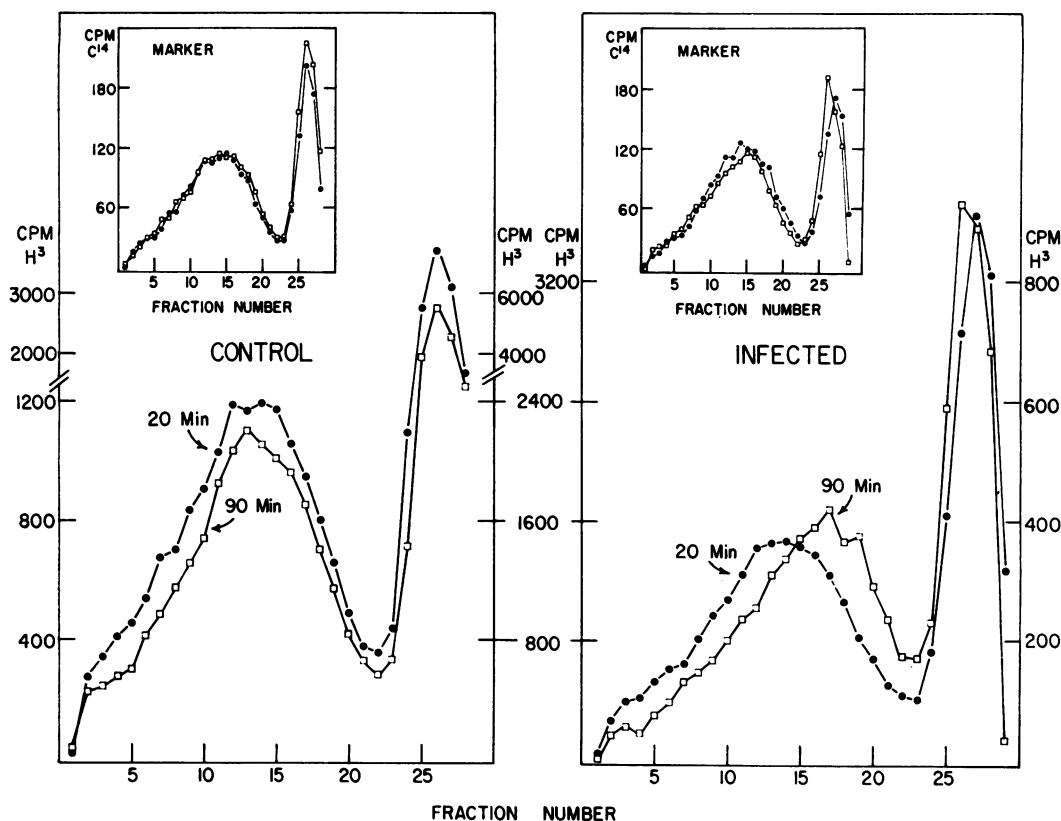 CPM
C14
MARKER
180
120
60
5 10 15 20 25
FRACTION NUMBER
CPM
H3
3000
2000
1200
800
400
CONTROL
20 Min
90 Min
CPM
H3
6000
4000
2400
1600
800
5 10 15 20 25
CPM
C14
MARKER
180
120
60
5 10 15 20 25
FRACTION NUMBER
CPM
H3
3200
INFECTED
20 Min
90 Min
CPM
H3
800
600
400
200
5 10 15 20 25
FRACTION NUMBER